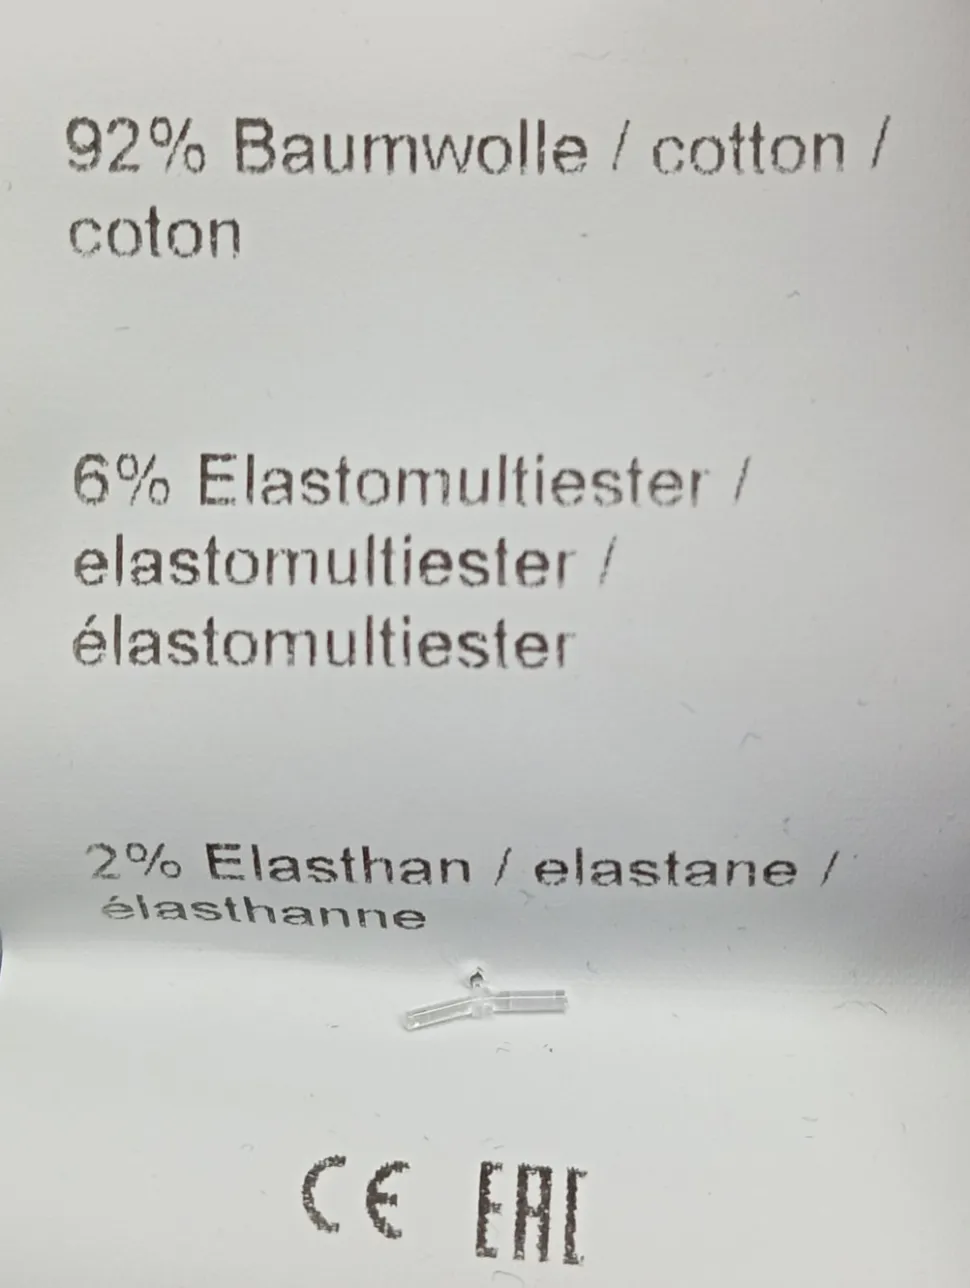 92% Baumwolle / cotton /
coton
6% Elastomultiester /
elastomultiester /
élastomultiester
2% Elasthan / elastane /
élasthanne
CE EAC